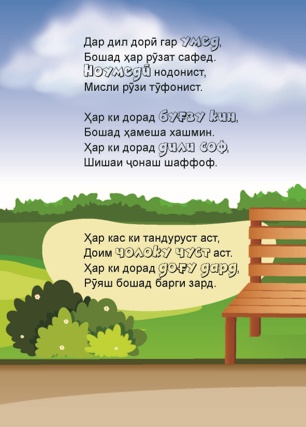 Дар дил дорӣ гар умед,
Бошад ҳар рӯзат сафед.
Ноумедӣ нодонист,
Мисли рӯзи тӯфонист.
Ҳар ки дорад буғзу кин,
Бошад ҳамеша хашмин.
Ҳар ки дорад дили соф,
Шишаи ҷонаш шаффоф.
Ҳар кас ки тандуруст аст,
Доим чолоку чуст аст.
Ҳар ки дорад доғу дард,
Рӯяш бошад барги зард.